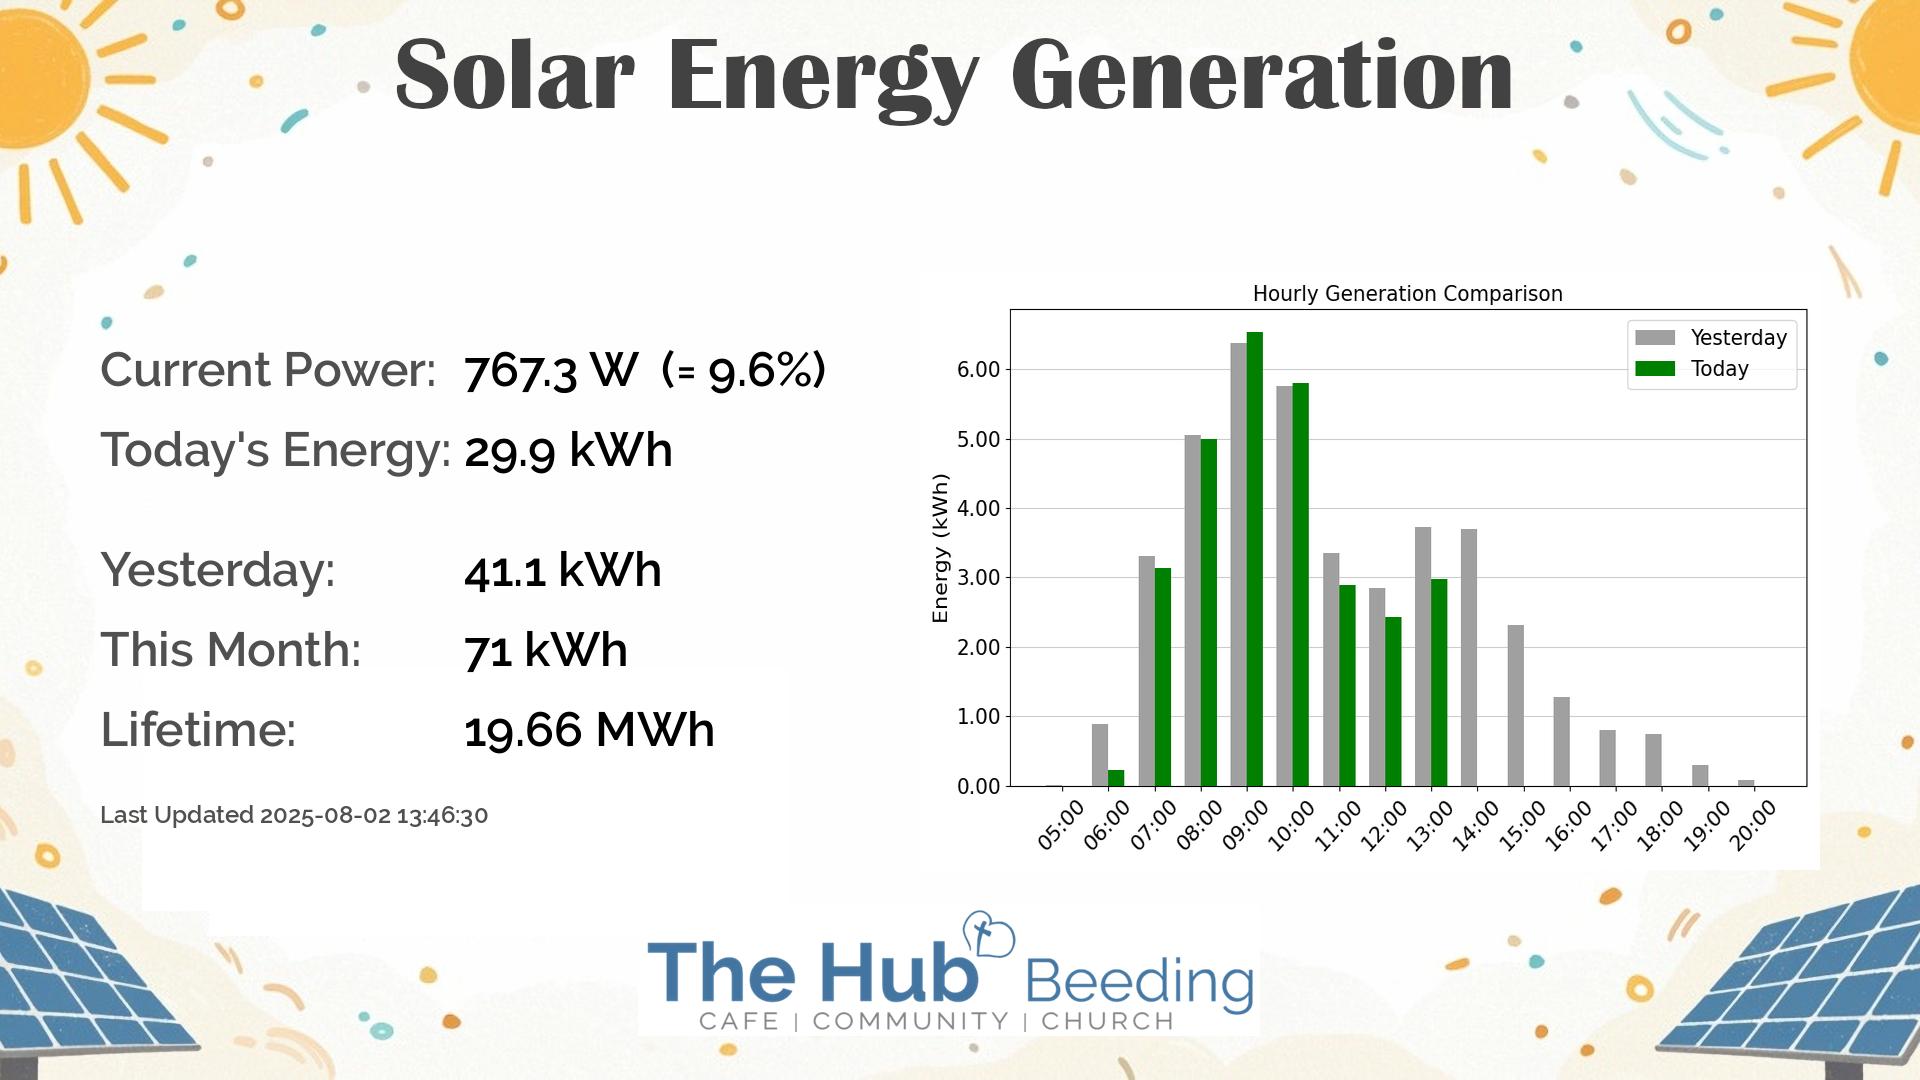 Solar Energy Generation
Current Power: 767.3 W (= 9.6%)
Today's Energy: 29.9 kWh
Yesterday: 41.1 kWh
This Month: 71 kWh
Lifetime: 19.66 MWh
Last Updated 2025-08-02 13:46:30
Hourly Generation Comparison
Yesterday
Today
Energy (kWh)
6.00
5.00
4.00
3.00
2.00
1.00
0.00
05:00 06:00 07:00 08:00 09:00 10:00 11:00 12:00 13:00 14:00 15:00 16:00 17:00 18:00 19:00 20:00
The Hub Beeding
CAFE | COMMUNITY | CHURCH